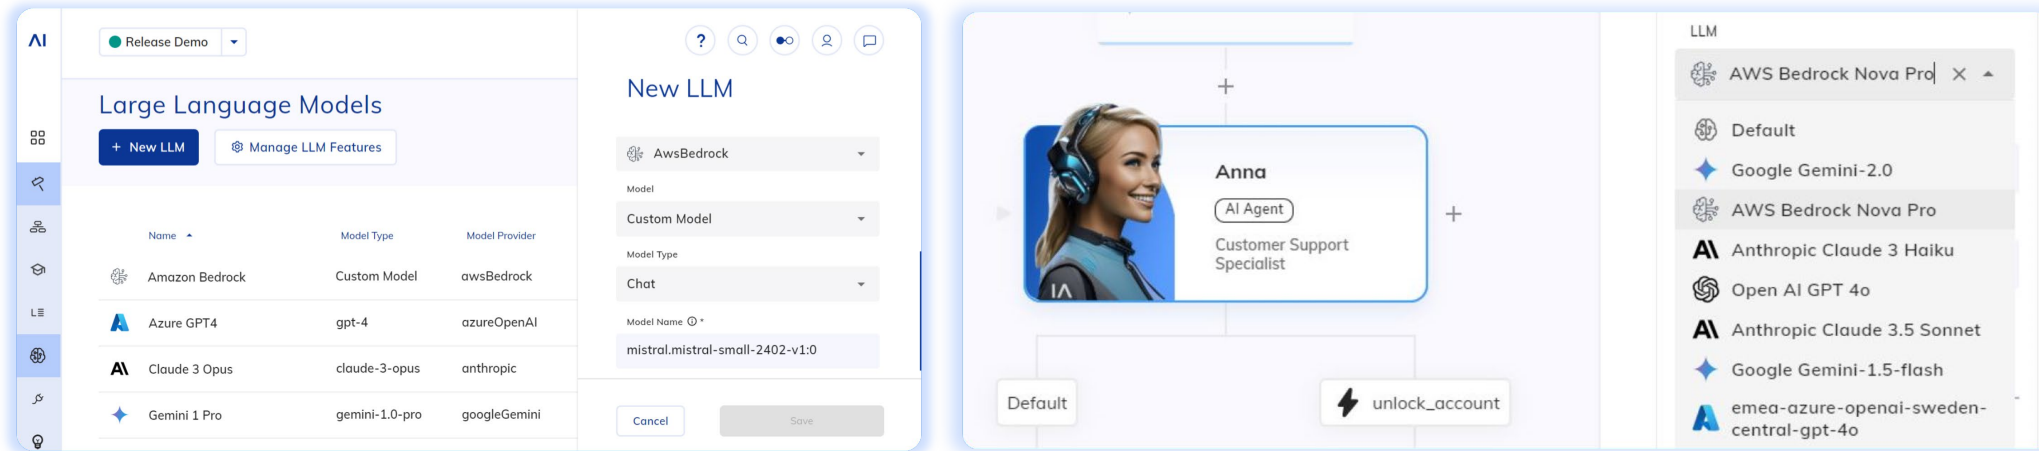 Release Demo
?
Large Language Models
+ New LLM
Manage LLM Features
Name
Model Type
Model Provider
Amazon Bedrock
Custom Model
awsBedrock
Azure GPT4
gpt-4
azureOpenAI
Claude 3 Opus
claude-3-opus
anthropic
Gemini 1 Pro
gemini-1.0-pro
googleGemini
New LLM
AwsBedrock
Model
Custom Model
Model Type
Chat
Model Name *
mistral.mistral-small-2402-v1:0
Cancel
Save
Anna
AI Agent
Customer Support
Specialist
Default
unlock_account
LLM
AWS Bedrock Nova Pro
Default
Google Gemini-2.0
AWS Bedrock Nova Pro
Anthropic Claude 3 Haiku
Open AI GPT 4o
Anthropic Claude 3.5 Sonnet
Google Gemini-1.5-flash
emea-azure-openai-sweden-
central-gpt-4o